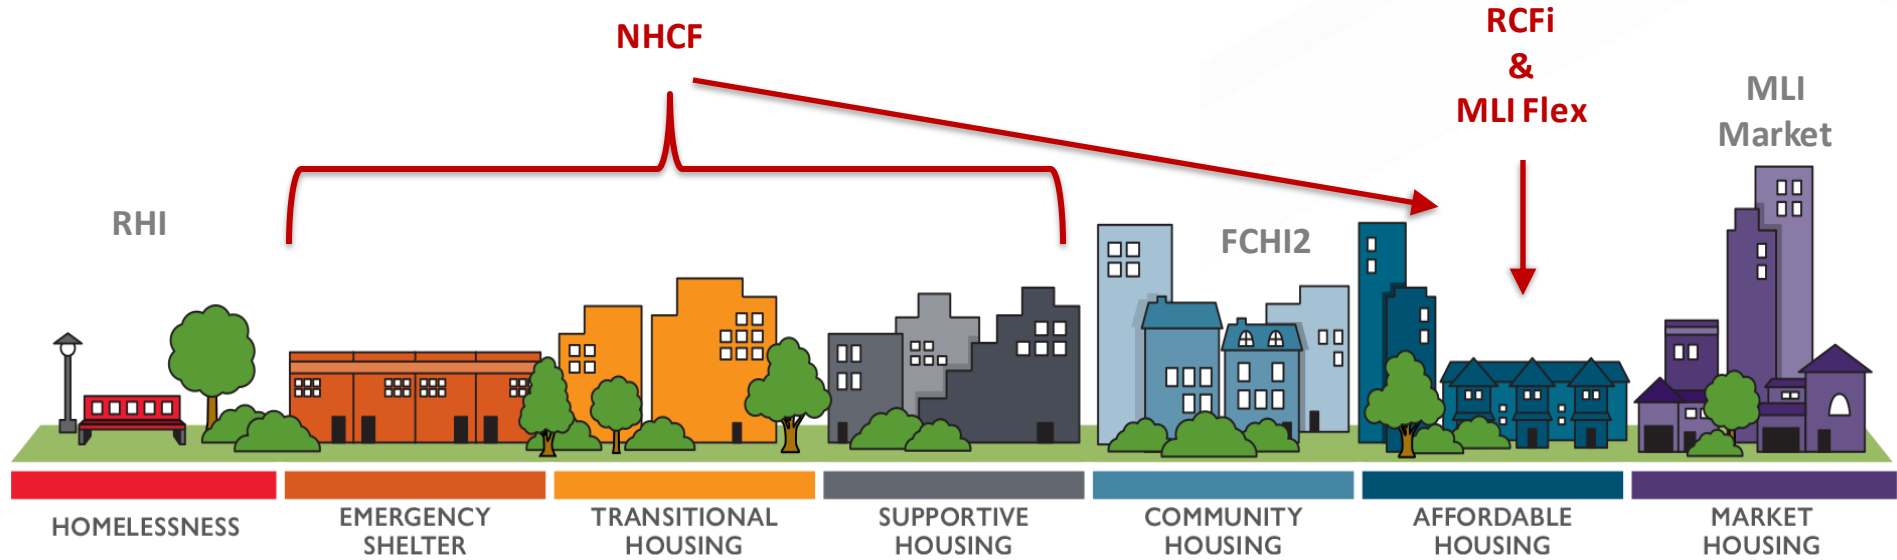 NHCF
RCFi
&
MLI Flex
MLI
Market
RHI
FCHI2
HOMELESSNESS
EMERGENCY
SHELTER
TRANSITIONAL
HOUSING
SUPPORTIVE
HOUSING
COMMUNITY
HOUSING
AFFORDABLE
HOUSING
MARKET
HOUSING